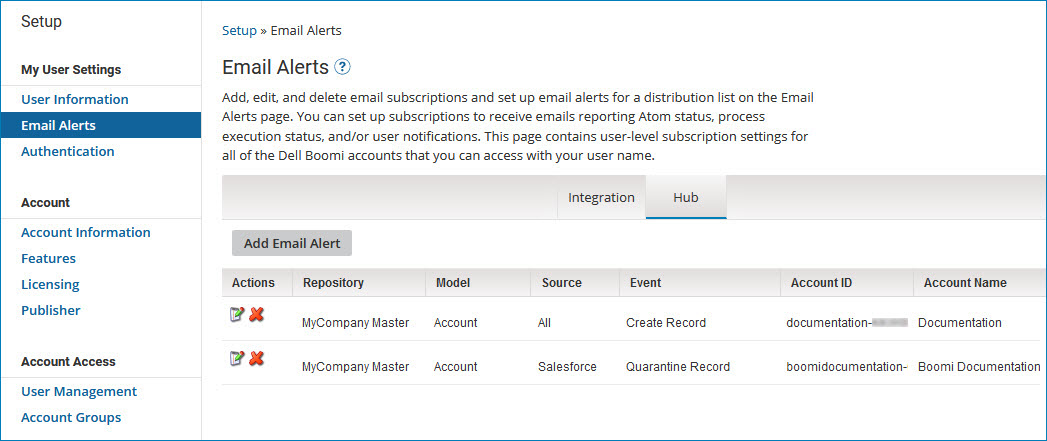 Setup
My User Settings
User Information
Email Alerts
Authentication
Account
Account Information
Features
Licensing
Publisher
Account Access
User Management
Account Groups
Setup » Email Alerts
Email Alerts ?
Add, edit, and delete email subscriptions and set up email alerts for a distribution list on the Email
Alerts page. You can set up subscriptions to receive emails reporting Atom status, process
execution status, and/or user notifications. This page contains user-level subscription settings for
all of the Dell Boomi accounts that you can access with your user name.
Integration Hub
Add Email Alert
Actions Repository Model Source Event Account ID Account Name
MyCompany Master Account All Create Record documentation- Documentation
MyCompany Master Account Salesforce Quarantine Record boomidocumentation- Boomi Documentation